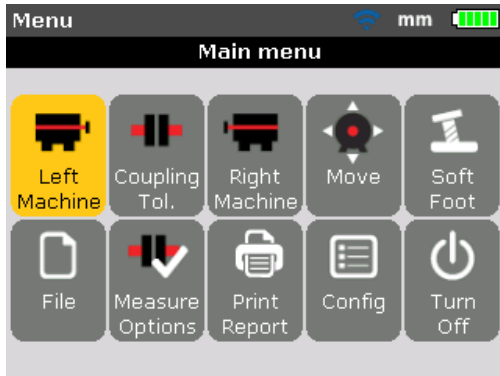 Menu mm
Main menu
Left Machine
Coupling Tol.
Right Machine
Move
Soft Foot
File
Measure Options
Print Report
Config
Turn Off